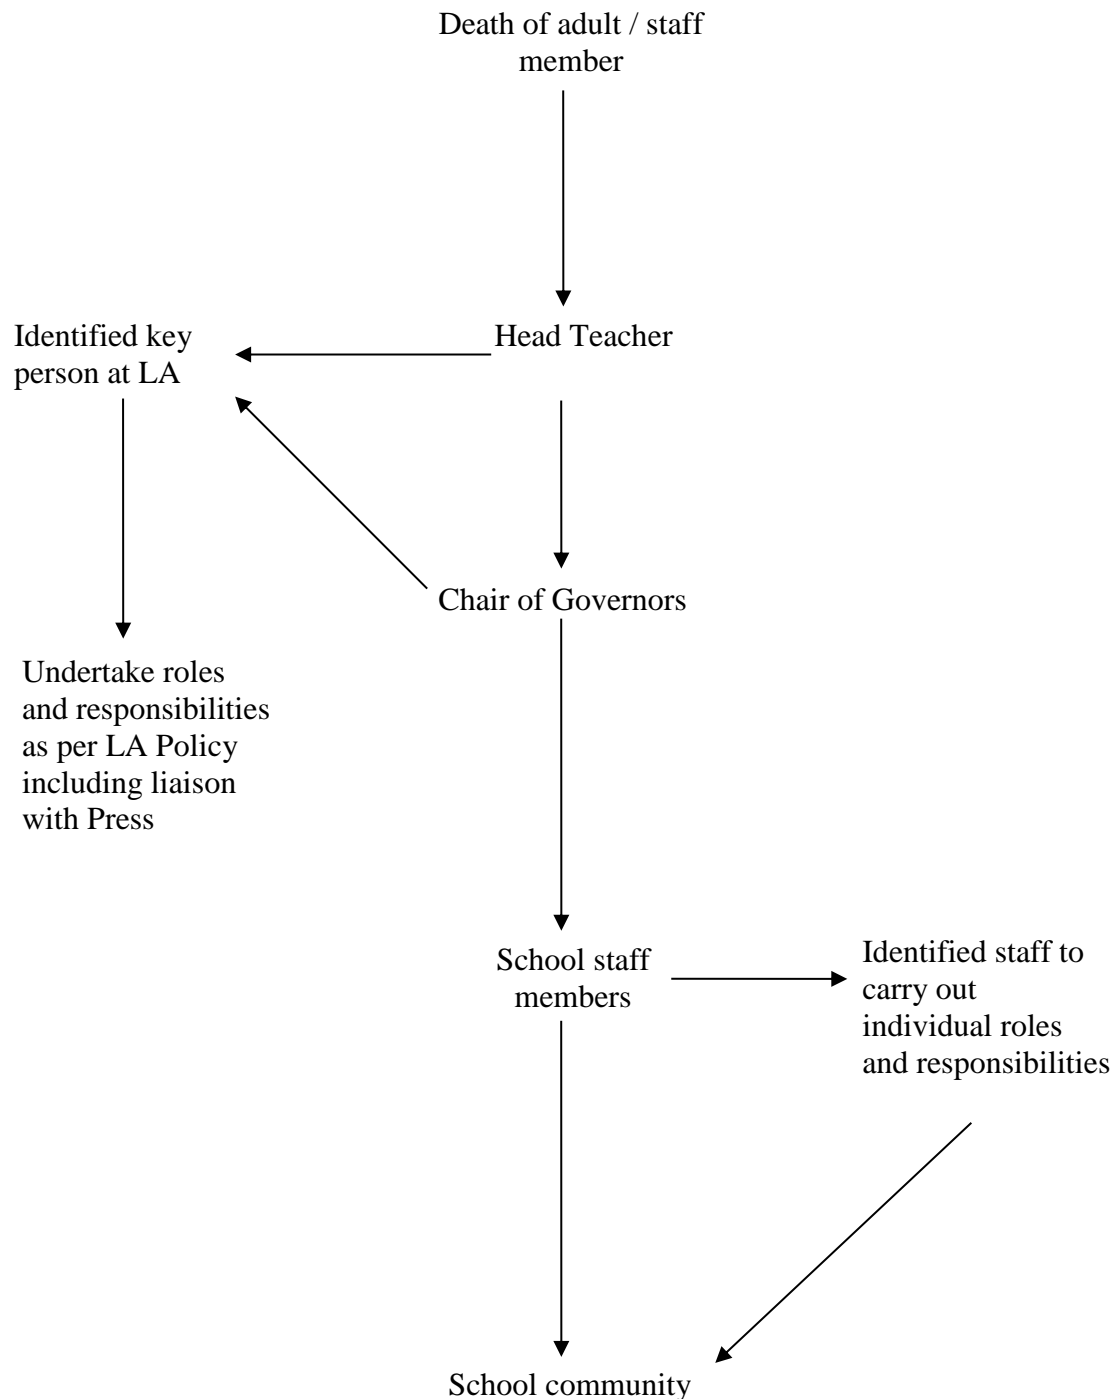 Death of adult / staff
member
Identified key
person at LA
Head Teacher
Chair of Governors
Undertake roles
and responsibilities
as per LA Policy
including liaison
with Press
School staff
members
Identified staff to
carry out
individual roles
and responsibilities
School community